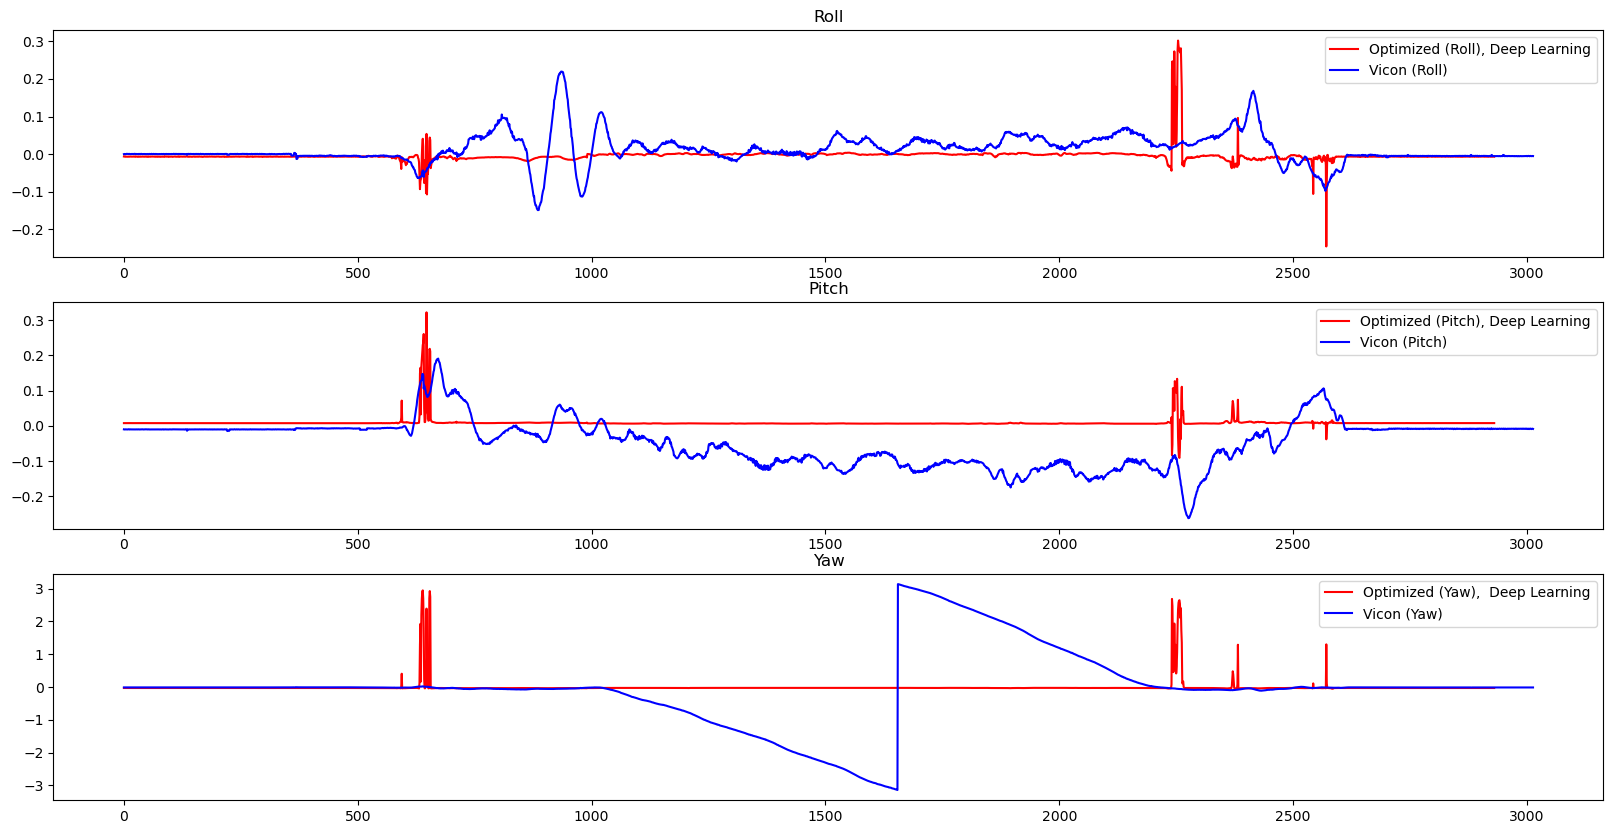 Roll
0.3
0.2
0.1
0.0
−0.1
−0.2
Optimized (Roll), Deep Learning
Vicon (Roll)
0 500 1000 1500 2000 2500 3000
Pitch
0.3
0.2
0.1
0.0
−0.1
−0.2
Optimized (Pitch), Deep Learning
Vicon (Pitch)
0 500 1000 1500 2000 2500 3000
Yaw
3
2
1
0
−1
−2
−3
Optimized (Yaw),  Deep Learning
Vicon (Yaw)
0 500 1000 1500 2000 2500 3000